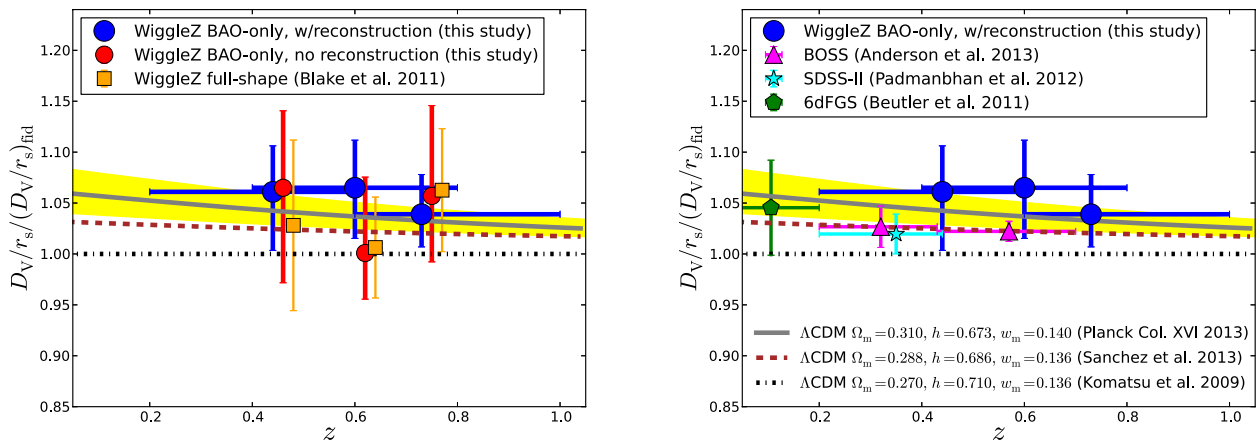 WiggleZ BAO-only, w/reconstruction (this study)
WiggleZ BAO-only, no reconstruction (this study)
WiggleZ full-shape (Blake et al. 2011)
1.20
1.15
1.10
1.05
1.00
0.95
0.90
0.85
D_V/r_s/(D_V/r_s)_fid
0.2 0.4 0.6 0.8 1.0
z
WiggleZ BAO-only, w/reconstruction (this study)
BOSS (Anderson et al. 2013)
SDSS-II (Padmanbhan et al. 2012)
6dFGS (Beutler et al. 2011)
1.20
1.15
1.10
1.05
1.00
0.95
0.90
0.85
D_V/r_s/(D_V/r_s)_fid
ΛCDM Ω_m=0.310, h=0.673, w_m=0.140 (Planck Col. XVI 2013)
ΛCDM Ω_m=0.288, h=0.686, w_m=0.136 (Sanchez et al. 2013)
ΛCDM Ω_m=0.270, h=0.710, w_m=0.136 (Komatsu et al. 2009)
0.2 0.4 0.6 0.8 1.0
z